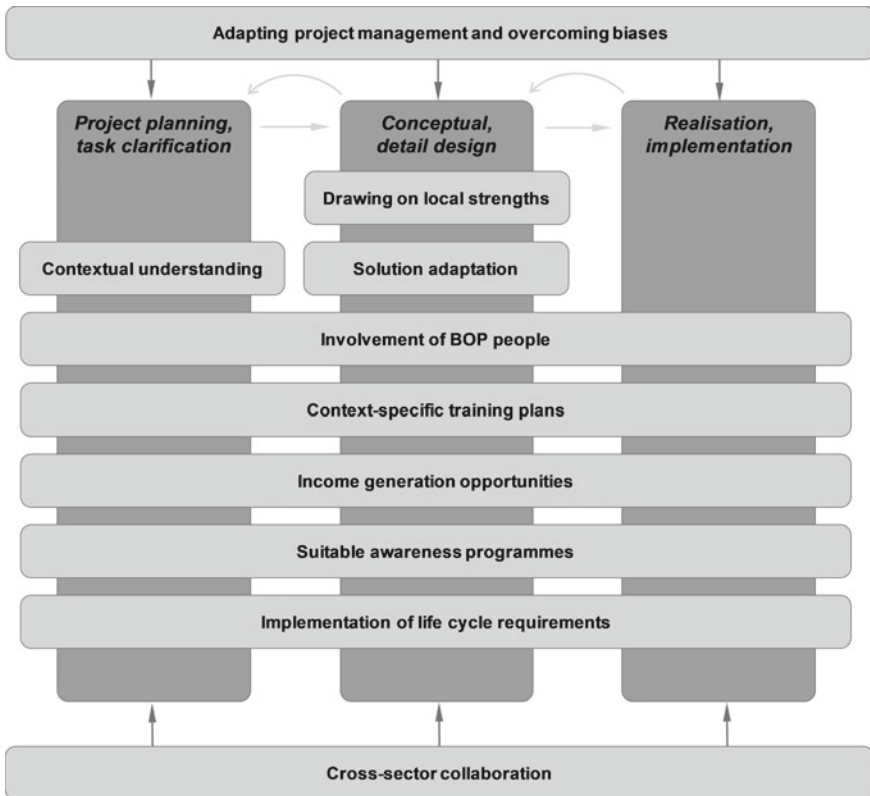 Adapting project management and overcoming biases
Project planning,
task clarification
Conceptual,
detail design
Realisation,
implementation
Drawing on local strengths
Contextual understanding
Solution adaptation
Involvement of BOP people
Context-specific training plans
Income generation opportunities
Suitable awareness programmes
Implementation of life cycle requirements
Cross-sector collaboration